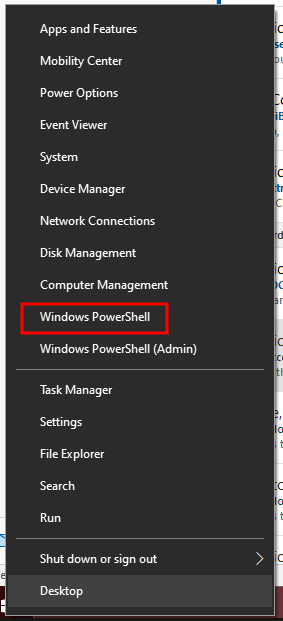 Apps and Features
Mobility Center
Power Options
Event Viewer
System
Device Manager
Network Connections
Disk Management
Computer Management
Windows PowerShell
Windows PowerShell (Admin)
Task Manager
Settings
File Explorer
Search
Run
Shut down or sign out
Desktop